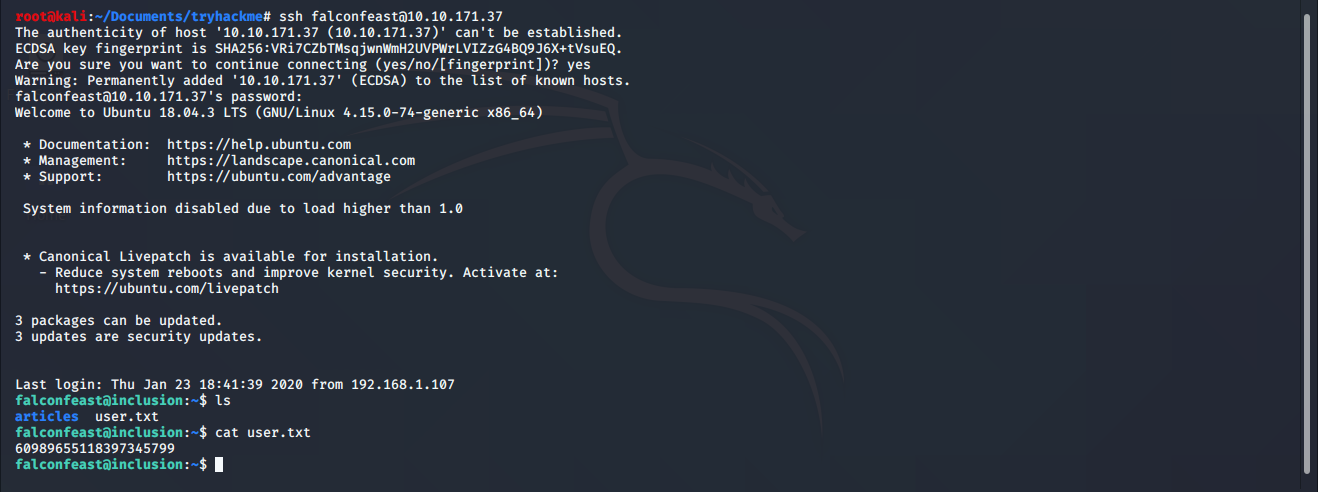 root@kali:~/Documents/tryhackme# ssh falconfeast@10.10.171.37
The authenticity of host '10.10.171.37 (10.10.171.37)' can't be established.
ECDSA key fingerprint is SHA256:VRi7CZbTMsqjwnWmH2UVPWrLVIZzG4BQ9J6X+tVsuEQ.
Are you sure you want to continue connecting (yes/no/[fingerprint])? yes
Warning: Permanently added '10.10.171.37' (ECDSA) to the list of known hosts.
falconfeast@10.10.171.37's password:
Welcome to Ubuntu 18.04.3 LTS (GNU/Linux 4.15.0-74-generic x86_64)
* Documentation:  https://help.ubuntu.com
* Management:     https://landscape.canonical.com
* Support:        https://ubuntu.com/advantage
System information disabled due to load higher than 1.0
* Canonical Livepatch is available for installation.
- Reduce system reboots and improve kernel security. Activate at:
https://ubuntu.com/livepatch
3 packages can be updated.
3 updates are security updates.
Last login: Thu Jan 23 18:41:39 2020 from 192.168.1.107
falconfeast@inclusion:~$ ls
articles  user.txt
falconfeast@inclusion:~$ cat user.txt
60989655118397345799
falconfeast@inclusion:~$